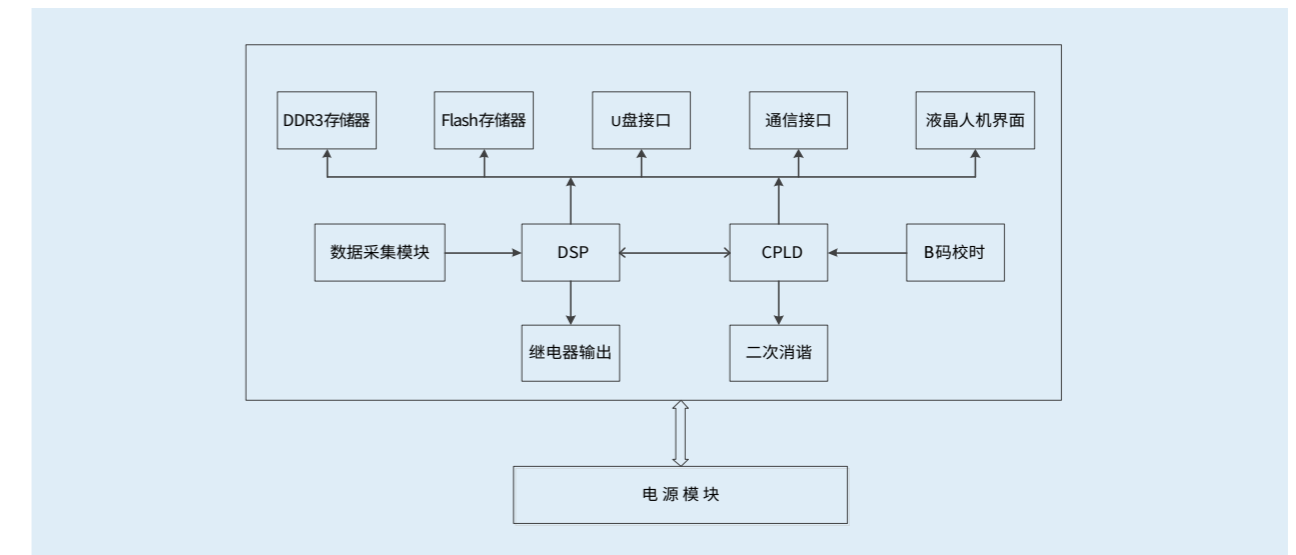 DDR3存储器
Flash存储器
U盘接口
通信接口
液晶人机界面
数据采集模块
DSP
CPLD
B码校时
继电器输出
二次消谐
电源模块